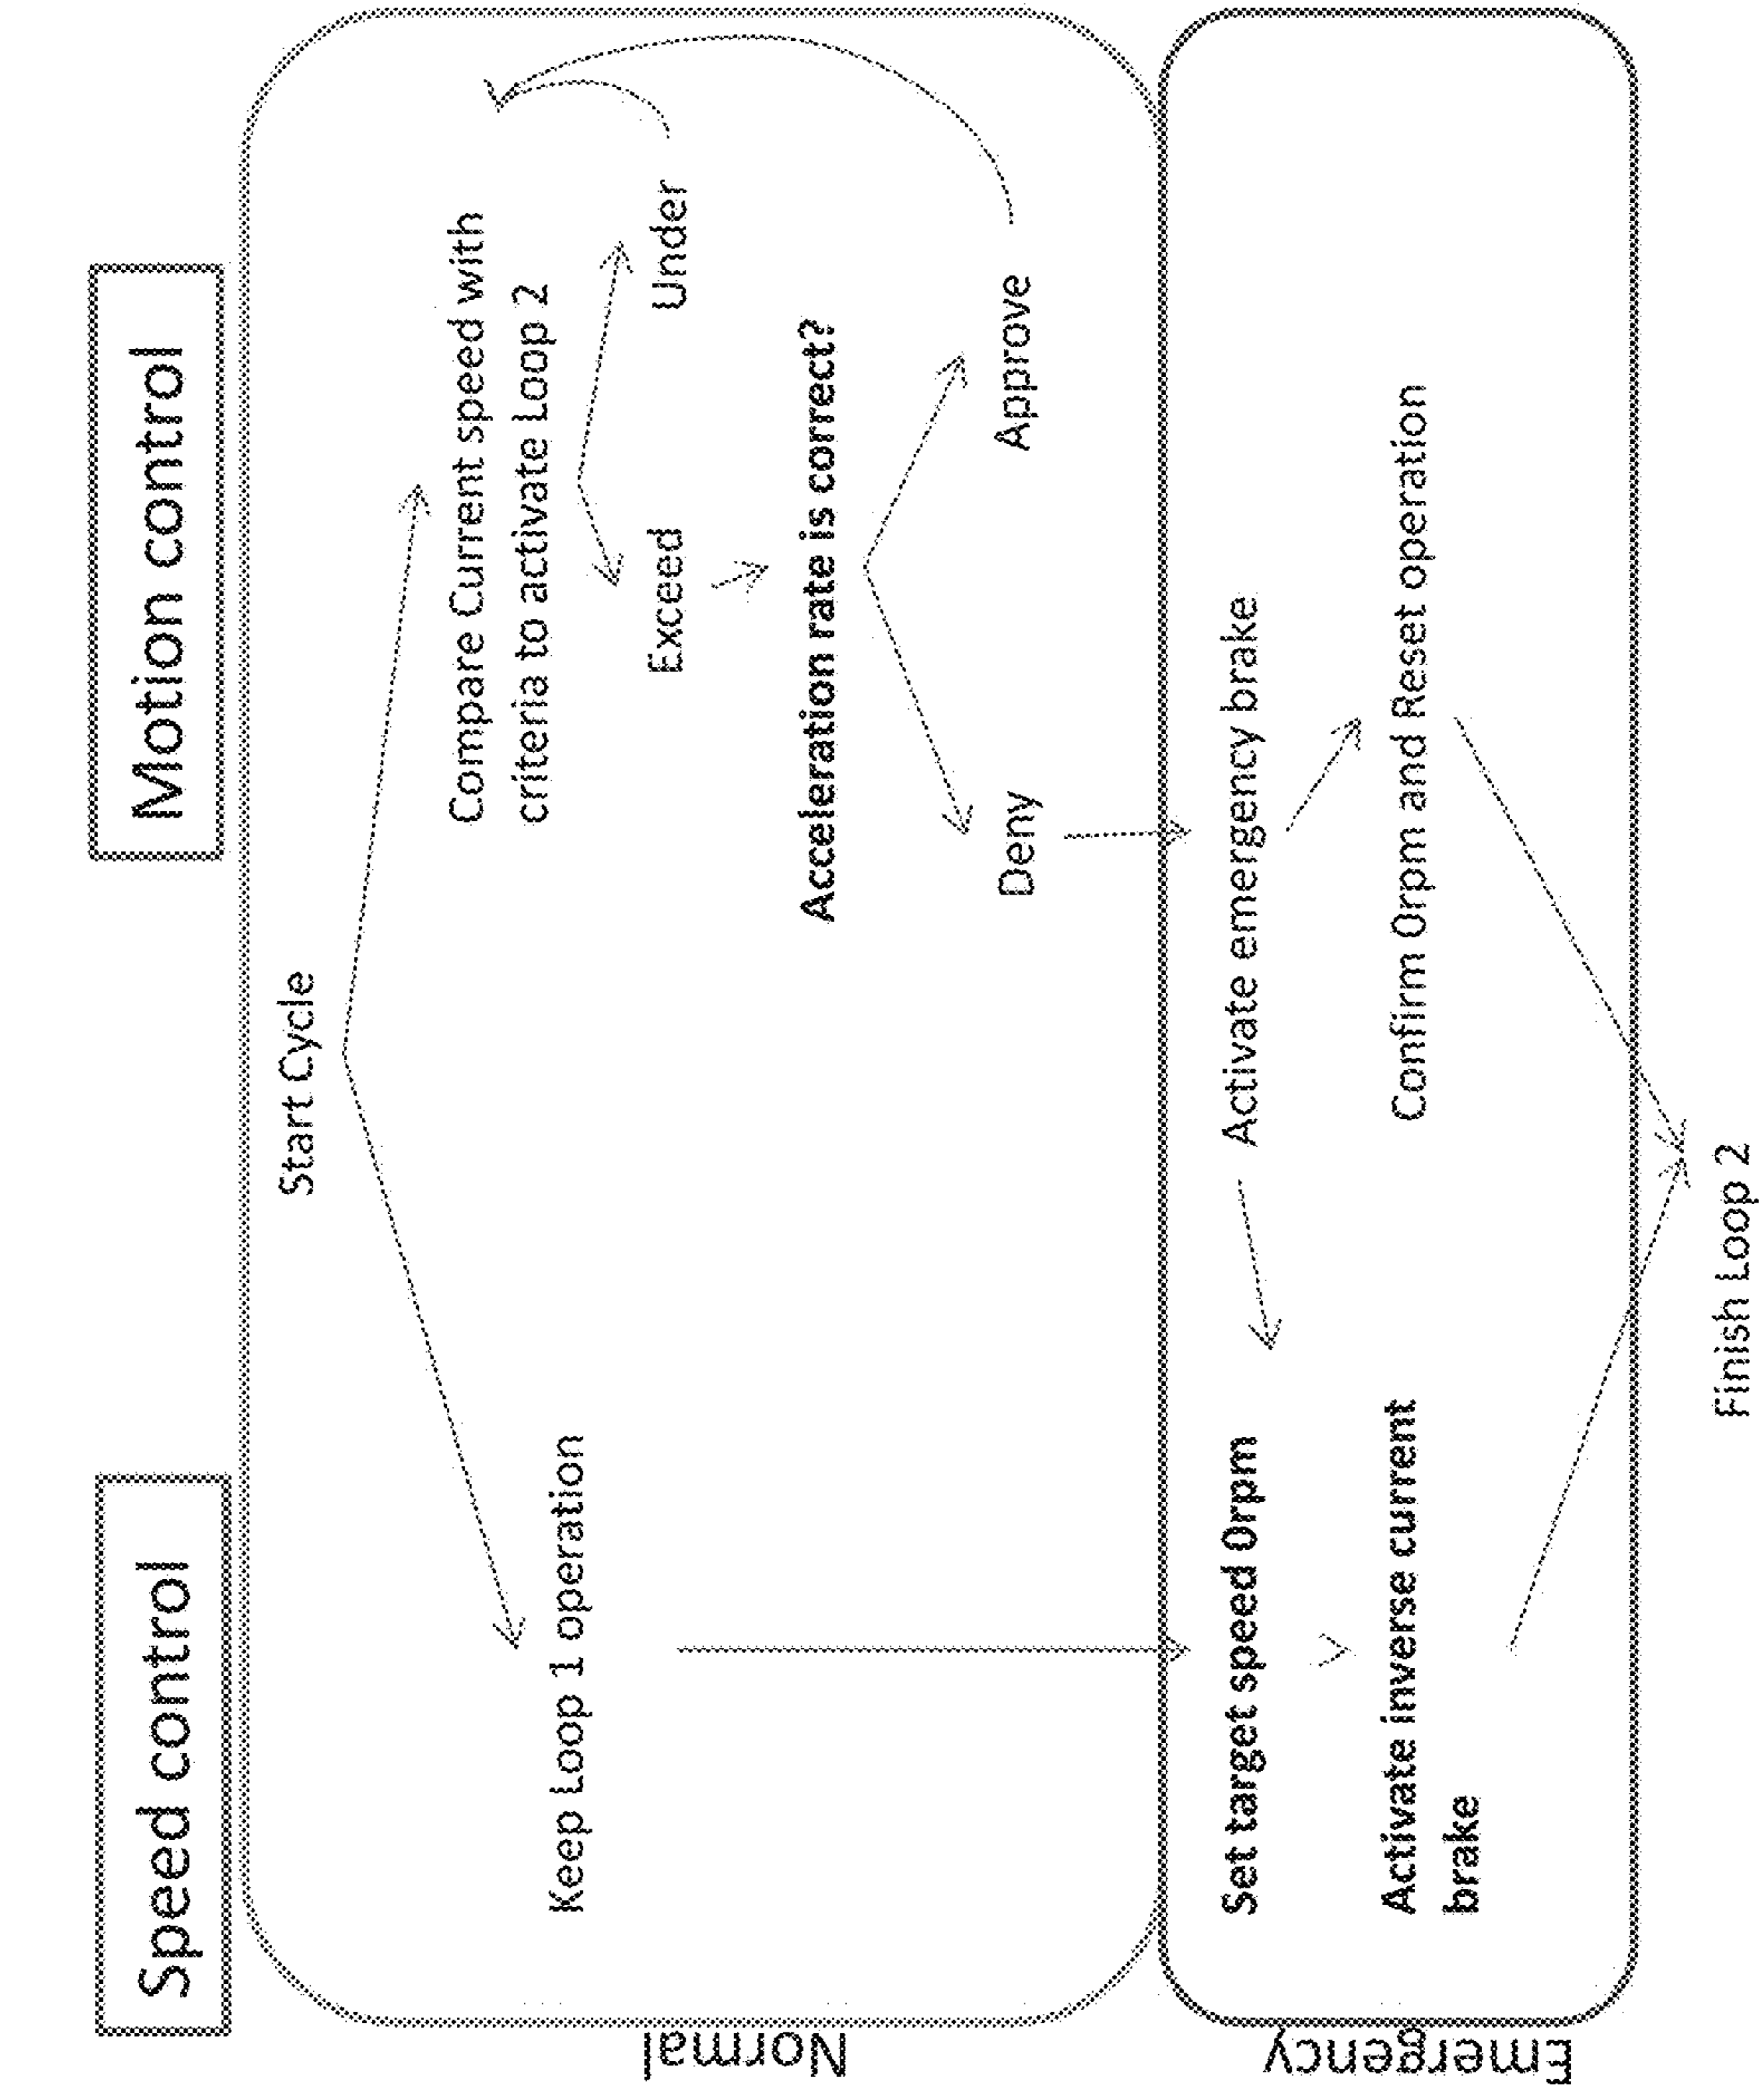 Speed control
Motion control
Normal
Start Cycle
Keep Loop 1 operation
Compare Current speed with
criteria to activate Loop 2
Exceed
Under
Acceleration rate is correct?
Deny
Approve
Emergency
Set target speed 0rpm
Activate emergency brake
Activate inverse current
brake
Confirm 0rpm and Reset operation
Finish Loop 2